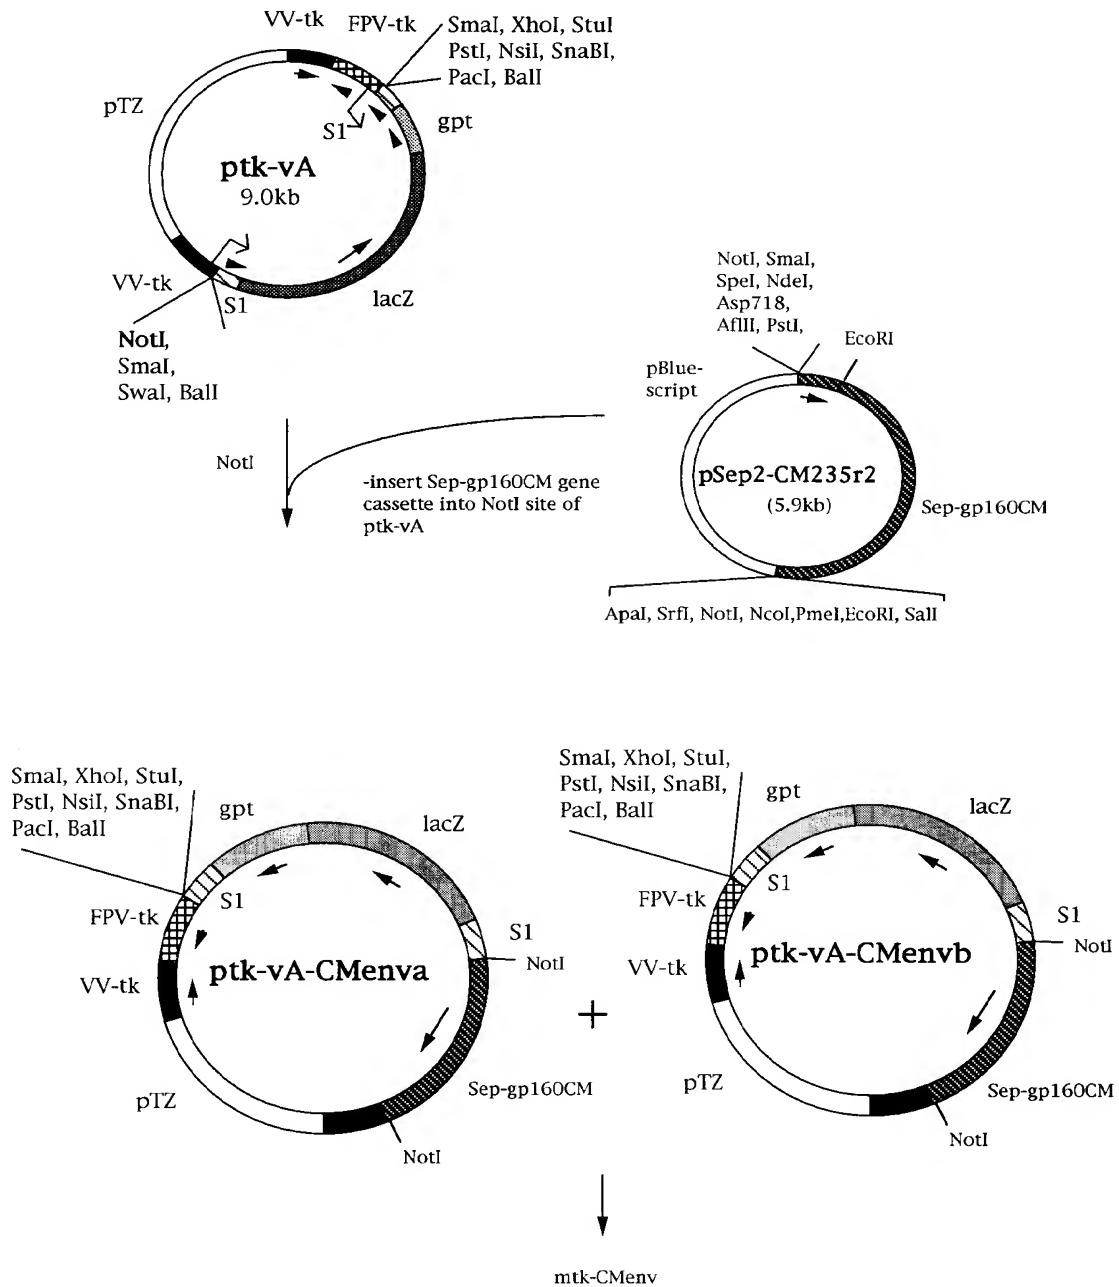 VV-tk
FPV-tk
SmaI, XhoI, StuI
PstI, NsiI, SnaBI,
PacI, BalI
pTZ
S1
gpt
ptk-vA
9.0kb
VV-tk
S1
lacZ
NotI,
SmaI,
SwaI, BalI
NotI, SmaI,
SpeI, NdeI,
Asp718,
AflII, PstI,
EcoRI
pBlue-
script
pSep2-CM235r2
(5.9kb)
Sep-gp160CM
NotI
-insert Sep-gp160CM gene
cassette into NotI site of
ptk-vA
ApaI, SrfI, NotI, NcoI,PmeI,EcoRI, SalI
SmaI, XhoI, StuI,
PstI, NsiI, SnaBI,
PacI, BalI
gpt
lacZ
S1
FPV-tk
S1
NotI
VV-tk
ptk-vA-CMenva
pTZ
Sep-gp160CM
NotI
+
SmaI, XhoI, StuI,
PstI, NsiI, SnaBI,
PacI, BalI
gpt
lacZ
S1
FPV-tk
S1
NotI
VV-tk
ptk-vA-CMenvb
pTZ
Sep-gp160CM
NotI
mtk-CMenv